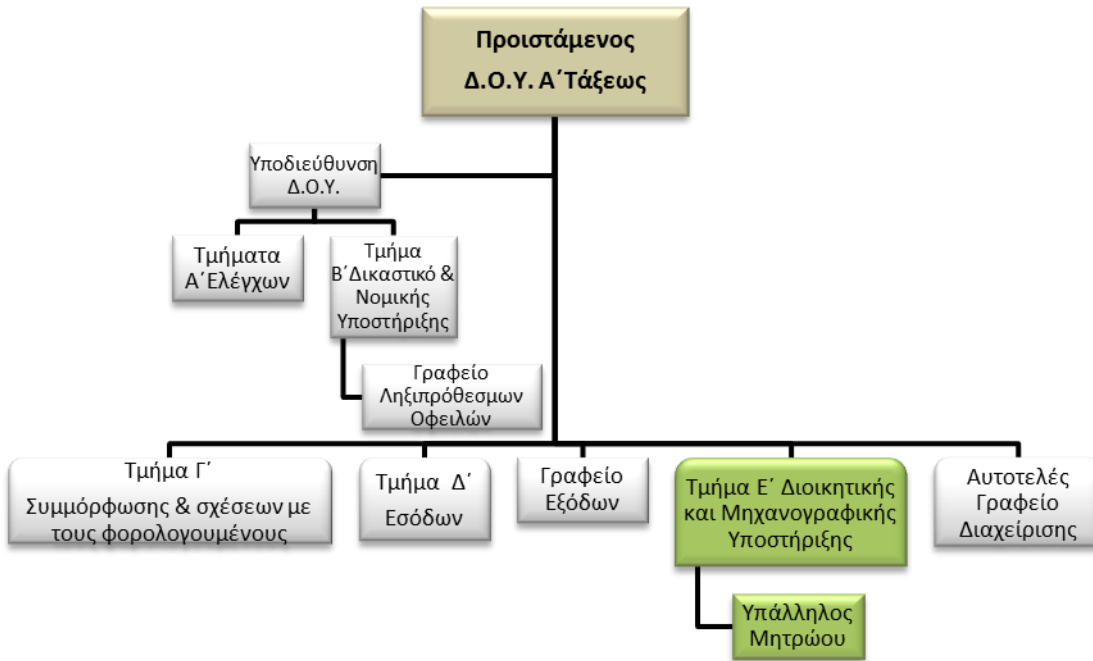 Προιστάμενος
Δ.Ο.Υ. Α΄Τάξεως
Υποδιεύθυνση
Δ.Ο.Υ.
Τμήματα
Α΄Ελέγχων
Τμήμα
Β΄Δικαστικό &
Νομικής
Υποστήριξης
Γραφείο
Ληξιπρόθεσμων
Οφειλών
Τμήμα Γ΄
Συμμόρφωσης & σχέσεων με
τους φορολογουμένους
Τμήμα Δ΄
Εσόδων
Γραφείο
Εξόδων
Τμήμα Ε΄ Διοικητικής
και Μηχανογραφικής
Υποστήριξης
Υπάλληλος
Μητρώου
Αυτοτελές
Γραφείο
Διαχείρισης